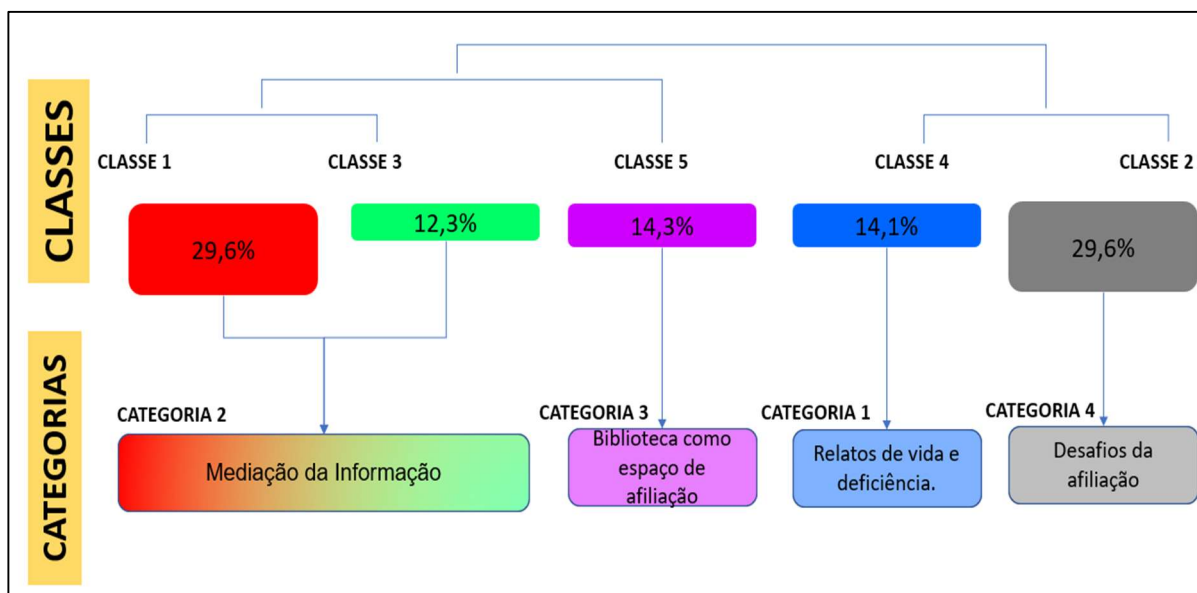 CLASSES
CLASSE 1
CLASSE 3
CLASSE 5
CLASSE 4
CLASSE 2
29,6%
12,3%
14,3%
14,1%
29,6%
CATEGORIAS
CATEGORIA 2
CATEGORIA 3
CATEGORIA 1
CATEGORIA 4
Mediação da Informação
Biblioteca como
espaço de
afiliação
Relatos de vida e
deficiência.
Desafios da
afiliação